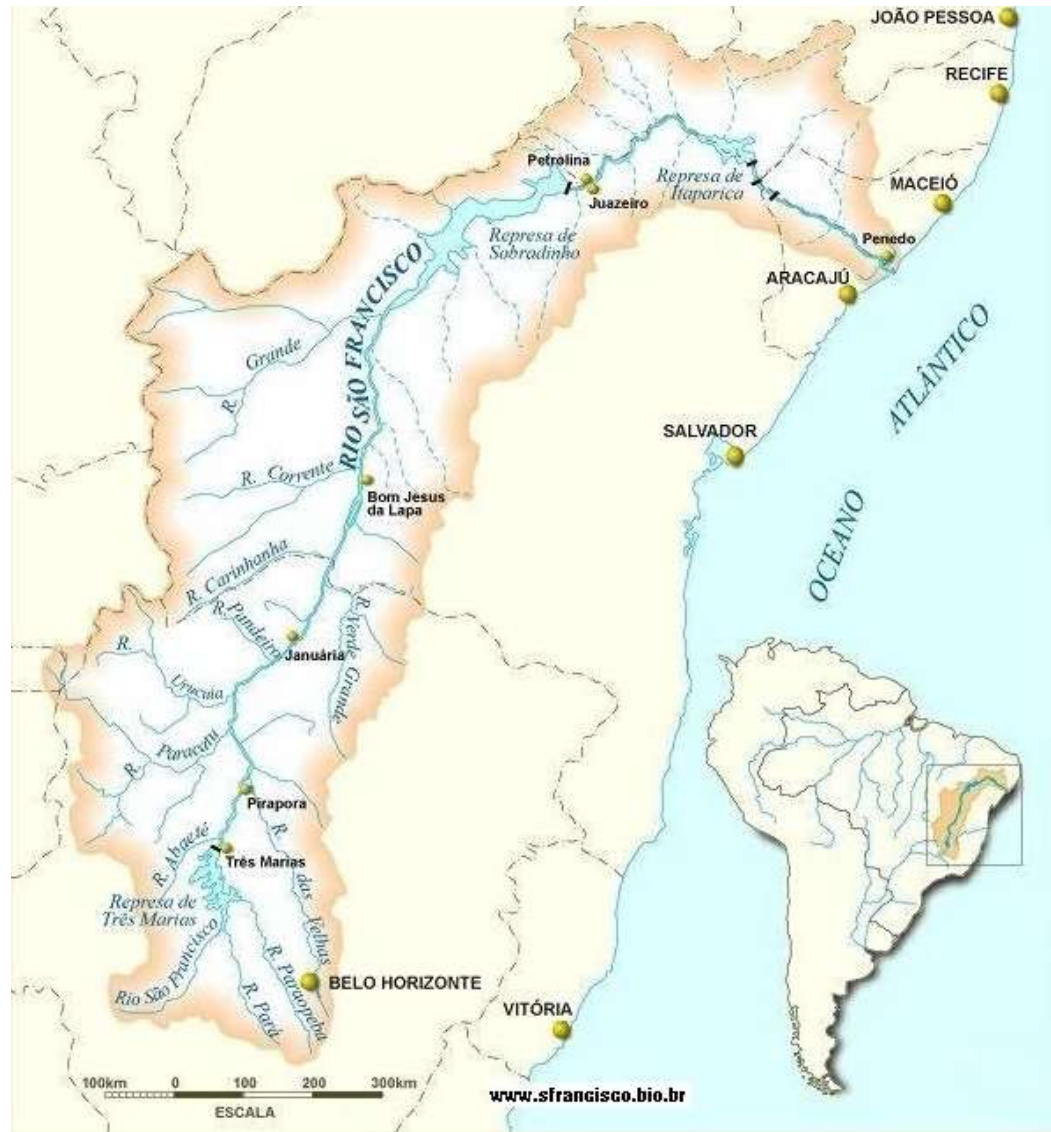 JOÃO PESSOA
RECIFE
Petrolina
Represa de
Itaparica
MACEIÓ
Juazeiro
Represa de
Sobradinho
Penedo
ARACAJÚ
RIO SÃO FRANCISCO
R. Grande
OCEANO ATLÂNTICO
SALVADOR
R. Corrente
Bom Jesus
da Lapa
R. Carinhanha
R. Pandeiro
R. Verde Grande
Januária
R. Urucuia
R. Paracatu
Pirapora
R. Abaeté
Três Marias
R. das Velhas
Represa de
Três Marias
Rio São Francisco
R. Paraopeba
R. Pará
BELO HORIZONTE
VITÓRIA
100km 0 100 200 300km
ESCALA
www.sfrancisco.bio.br